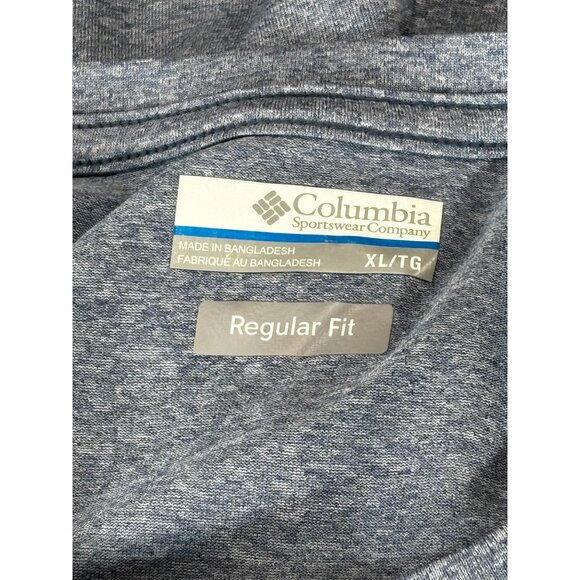 Columbia
Sportswear Company
MADE IN BANGLADESH
FABRIQUÉ AU BANGLADESH
XL/TG
Regular Fit